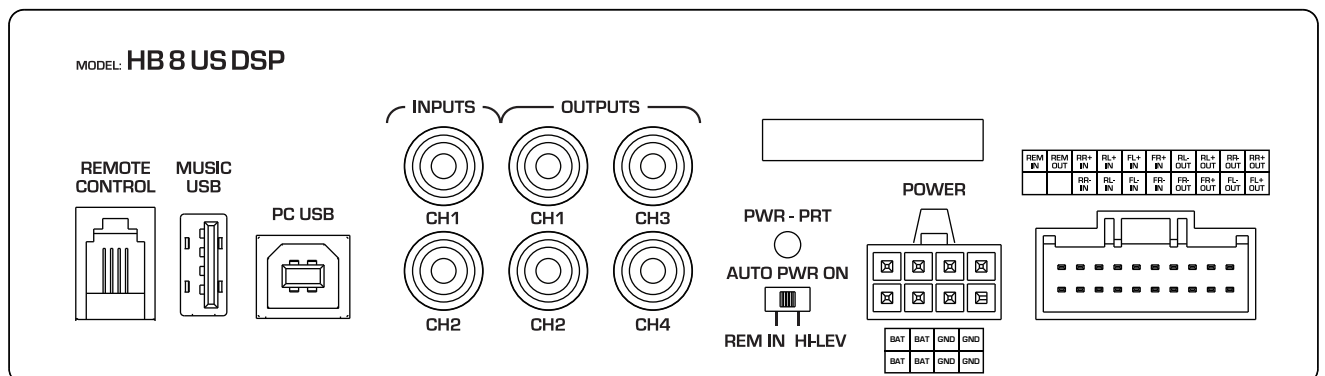 MODEL: HB 8 US DSP
INPUTS OUTPUTS
REMOTE CONTROL
MUSIC USB
PC USB
CH1 CH1 CH3
CH2 CH2 CH4
PWR - PRT
AUTO PWR ON
REM IN HI-LEV
POWER
BAT BAT GND GND
BAT BAT GND GND
REM IN REM OUT RR+ IN RL+ IN FL+ IN FR+ IN RL- OUT RL+ OUT RR- OUT RR+ OUT
RR- IN RL- IN FL- IN FR- IN FR- OUT FR+ OUT FL- OUT FL+ OUT